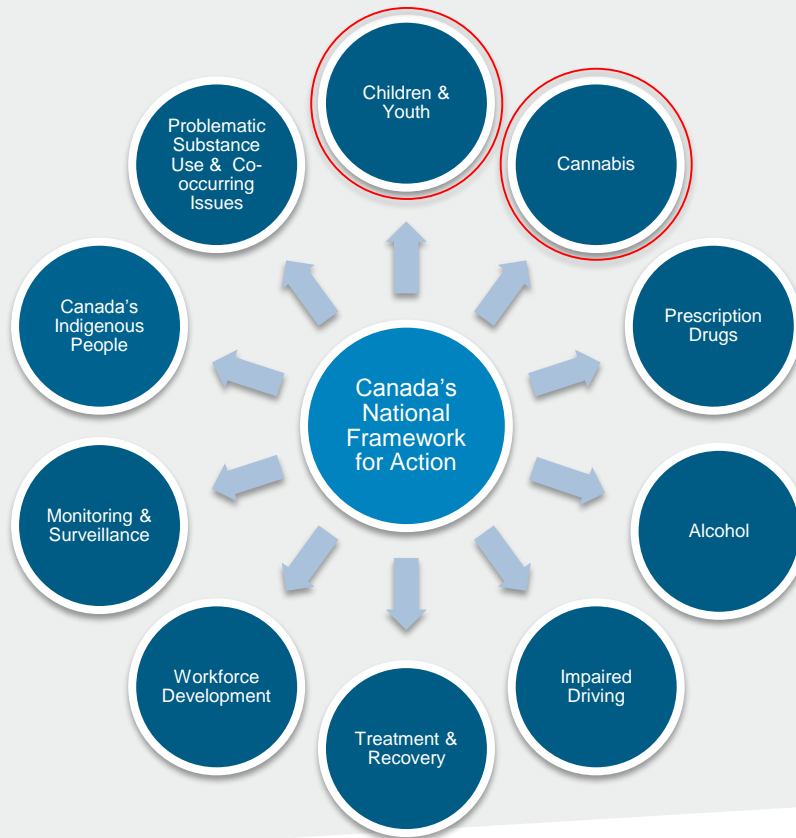 Children &
Youth
Cannabis
Prescription
Drugs
Alcohol
Impaired
Driving
Treatment &
Recovery
Workforce
Development
Monitoring &
Surveillance
Canada's
Indigenous
People
Problematic
Substance
Use & Co-
occurring
Issues
Canada's
National
Framework
for Action